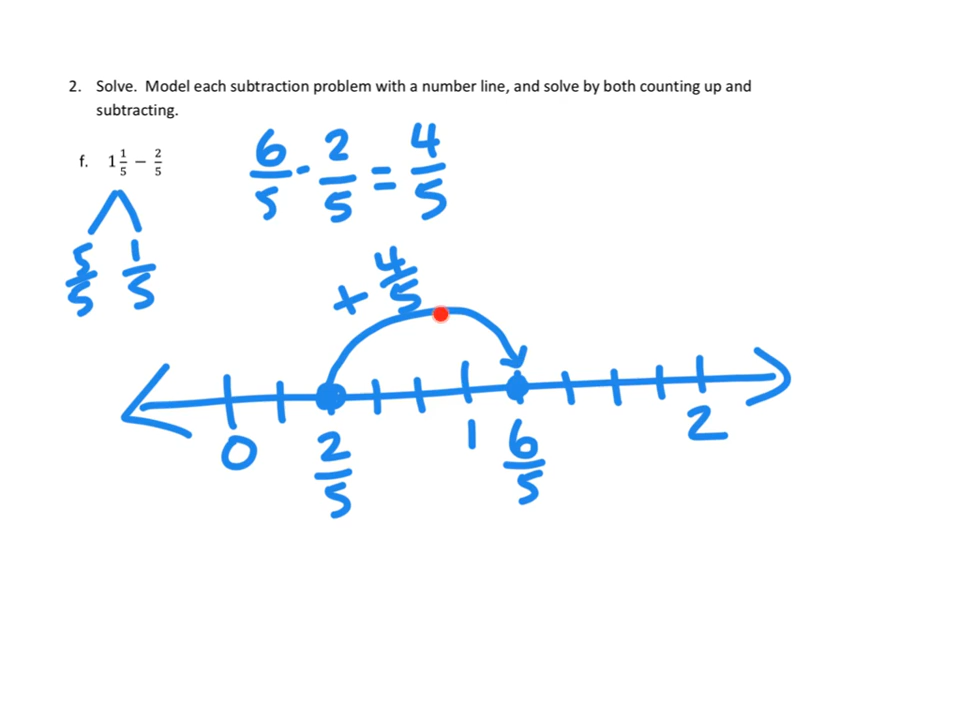 2. Solve. Model each subtraction problem with a number line, and solve by both counting up and
subtracting.
f. 1 1/5 − 2/5
6/5 - 2/5 = 4/5
5/5 1/5
+ 4/5
0 2/5 1 6/5 2